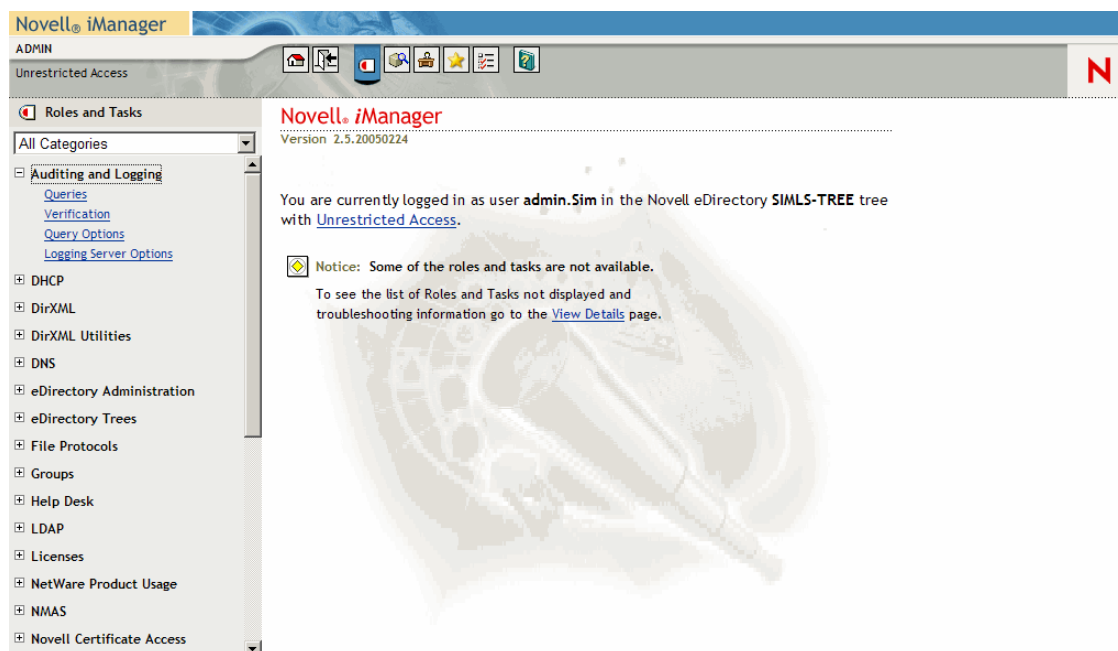 Novell® iManager
ADMIN
Unrestricted Access
N
Roles and Tasks
All Categories
Auditing and Logging
Queries
Verification
Query Options
Logging Server Options
DHCP
DirXML
DirXML Utilities
DNS
eDirectory Administration
eDirectory Trees
File Protocols
Groups
Help Desk
LDAP
Licenses
NetWare Product Usage
NMAS
Novell Certificate Access
Novell® iManager
Version 2.5.20050224
You are currently logged in as user admin.Sim in the Novell eDirectory SIMLS-TREE tree
with Unrestricted Access.
Notice: Some of the roles and tasks are not available.
To see the list of Roles and Tasks not displayed and
troubleshooting information go to the View Details page.